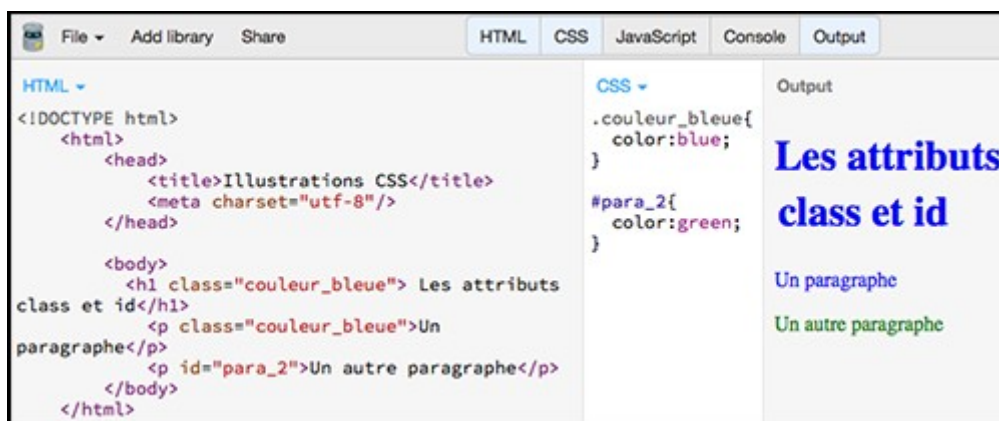 File Add library Share HTML CSS JavaScript Console Output
HTML
<!DOCTYPE html>
<html>
<head>
<title>Illustrations CSS</title>
<meta charset="utf-8"/>
</head>
<body>
<h1 class="couleur_bleue"> Les attributs
class et id</h1>
<p class="couleur_bleue">Un
paragraphe</p>
<p id="para_2">Un autre paragraphe</p>
</body>
</html>
CSS
.couleur_bleue{
color:blue;
}
#para_2{
color:green;
}
Output
Les attributs
class et id
Un paragraphe
Un autre paragraphe